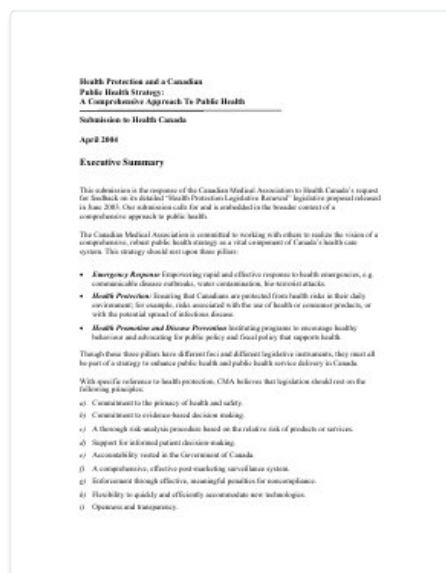 Health Protection and a Canadian
Public Health Strategy:
A Comprehensive Approach To Public Health
Submission to Health Canada
April 2004
Executive Summary
This submission is the response of the Canadian Medical Association to Health Canada's request
for feedback on its detailed "Health Protection Legislative Renewal" legislative proposal released
in June 2003. Our submission calls for and is embedded in the broader context of a
comprehensive approach to public health.
The Canadian Medical Association is committed to working with others to realize the vision of a
comprehensive, robust public health strategy as a vital component of Canada's health care
system. This strategy should rest upon three pillars:
• Emergency Response Empowering rapid and effective response to health emergencies, e.g.
communicable disease outbreaks, water contamination, bio-terrorist attacks.
• Health Protection: Ensuring that Canadians are protected from health risks in their daily
environment; for example, risks associated with the use of health or consumer products, or
with the potential spread of infectious disease.
• Health Promotion and Disease Prevention Instituting programs to encourage healthy
behaviour and advocating for public policy and fiscal policy that supports health.
Though these three pillars have different foci and different legislative instruments, they must all
be part of a strategy to enhance public health and public health service delivery in Canada.
With specific reference to health protection, CMA believes that legislation should rest on the
following principles:
a) Commitment to the primacy of health and safety.
b) Commitment to evidence-based decision making.
c) A thorough risk-analysis procedure based on the relative risk of products or services.
d) Support for informed patient decision-making.
e) Accountability vested in the Government of Canada.
f) A comprehensive, effective post-marketing surveillance system.
g) Enforcement through effective, meaningful penalties for noncompliance.
h) Flexibility to quickly and efficiently accommodate new technologies.
i) Openness and transparency.